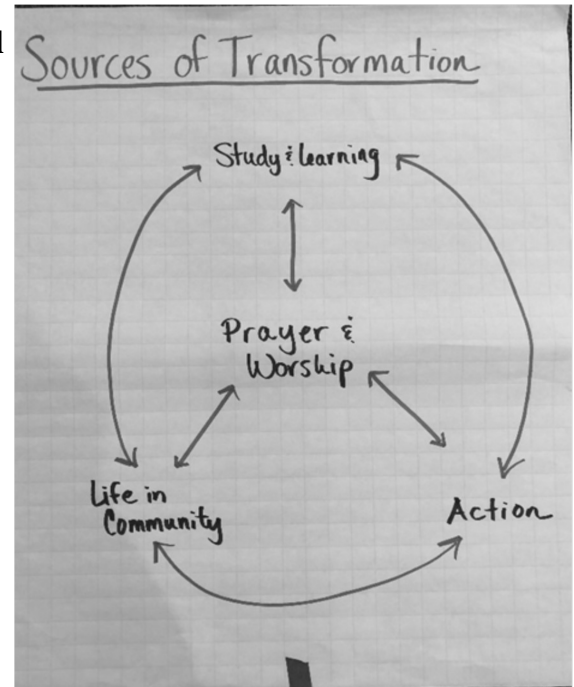 Sources of Transformation
Study & learning
Prayer &
Worship
Life in
Community
Action